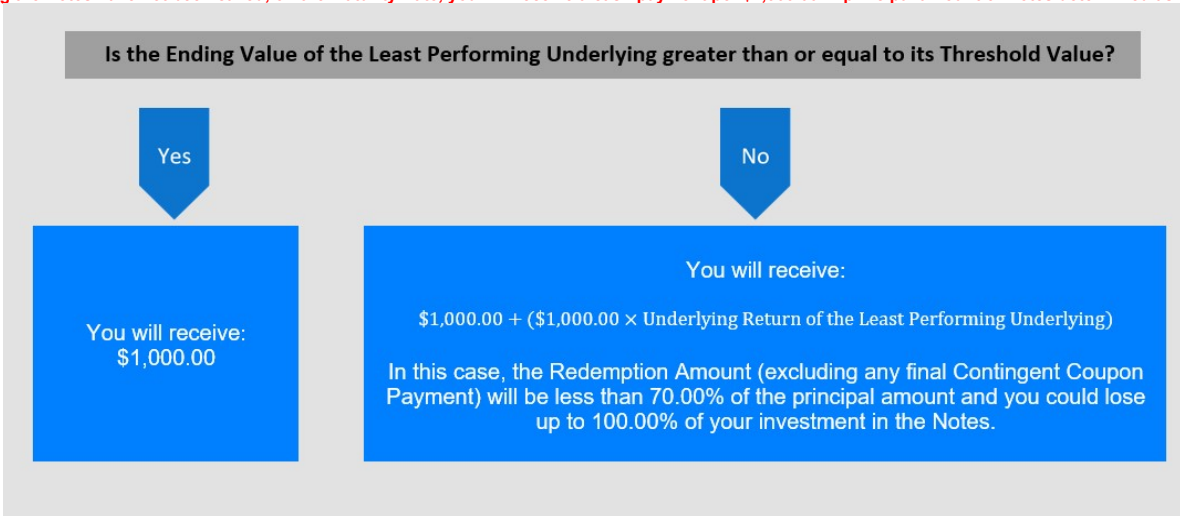 Is the Ending Value of the Least Performing Underlying greater than or equal to its Threshold Value?
Yes
No
You will receive:
$1,000.00
You will receive:
$1,000.00 + ($1,000.00 × Underlying Return of the Least Performing Underlying)
In this case, the Redemption Amount (excluding any final Contingent Coupon
Payment) will be less than 70.00% of the principal amount and you could lose
up to 100.00% of your investment in the Notes.